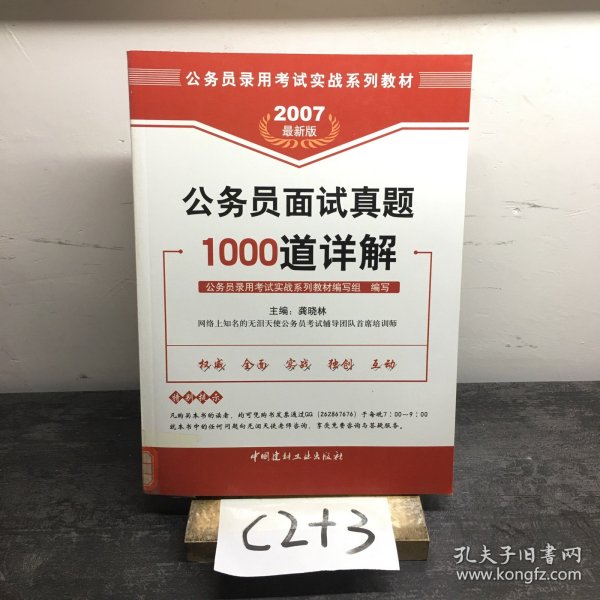 公务员录用考试实战系列教材
2007
最新版
公务员面试真题
1000道详解
公务员录用考试实战系列教材编写组 编写
主编：龚晓林
网络上知名的无泪天使公务员考试辅导团队首席培训师
权威 全面 实战 独创 互动
特别提示
凡购买本书的读者，均可凭购书发票通过QQ（262867676）于每晚7：00～9：00
就本书中的任何问题向无泪天使老师咨询，享受免费咨询与答疑服务。
中国建材工业出版社
C2+3
孔夫子旧书网
www.kongfz.com